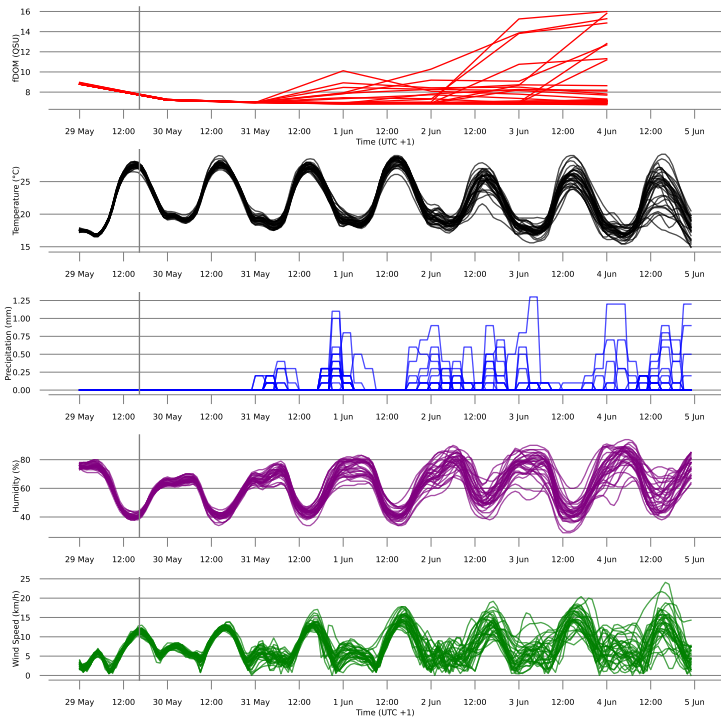 16
14
12
10
8
fDOM (QSU)
29 May 12:00 30 May 12:00 31 May 12:00 1 Jun 12:00 2 Jun 12:00 3 Jun 12:00 4 Jun 12:00 5 Jun
Time (UTC +1)
25
20
15
Temperature (°C)
29 May 12:00 30 May 12:00 31 May 12:00 1 Jun 12:00 2 Jun 12:00 3 Jun 12:00 4 Jun 12:00 5 Jun
1.25
1.00
0.75
0.50
0.25
0.00
Precipitation (mm)
29 May 12:00 30 May 12:00 31 May 12:00 1 Jun 12:00 2 Jun 12:00 3 Jun 12:00 4 Jun 12:00 5 Jun
80
60
40
Humidity (%)
29 May 12:00 30 May 12:00 31 May 12:00 1 Jun 12:00 2 Jun 12:00 3 Jun 12:00 4 Jun 12:00 5 Jun
25
20
15
10
5
0
Wind Speed (km/h)
29 May 12:00 30 May 12:00 31 May 12:00 1 Jun 12:00 2 Jun 12:00 3 Jun 12:00 4 Jun 12:00 5 Jun
Time (UTC +1)